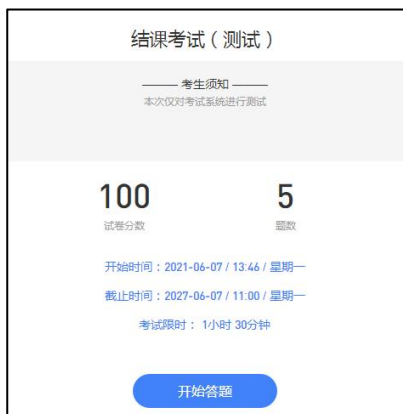 结课考试（测试）
—— 考生须知 ——
本次仅对考试系统进行测试
100
5
试卷分数
题数
开始时间：2021-06-07 / 13:46 / 星期一
截止时间：2027-06-07 / 11:00 / 星期一
考试限时： 1小时 30分钟
开始答题